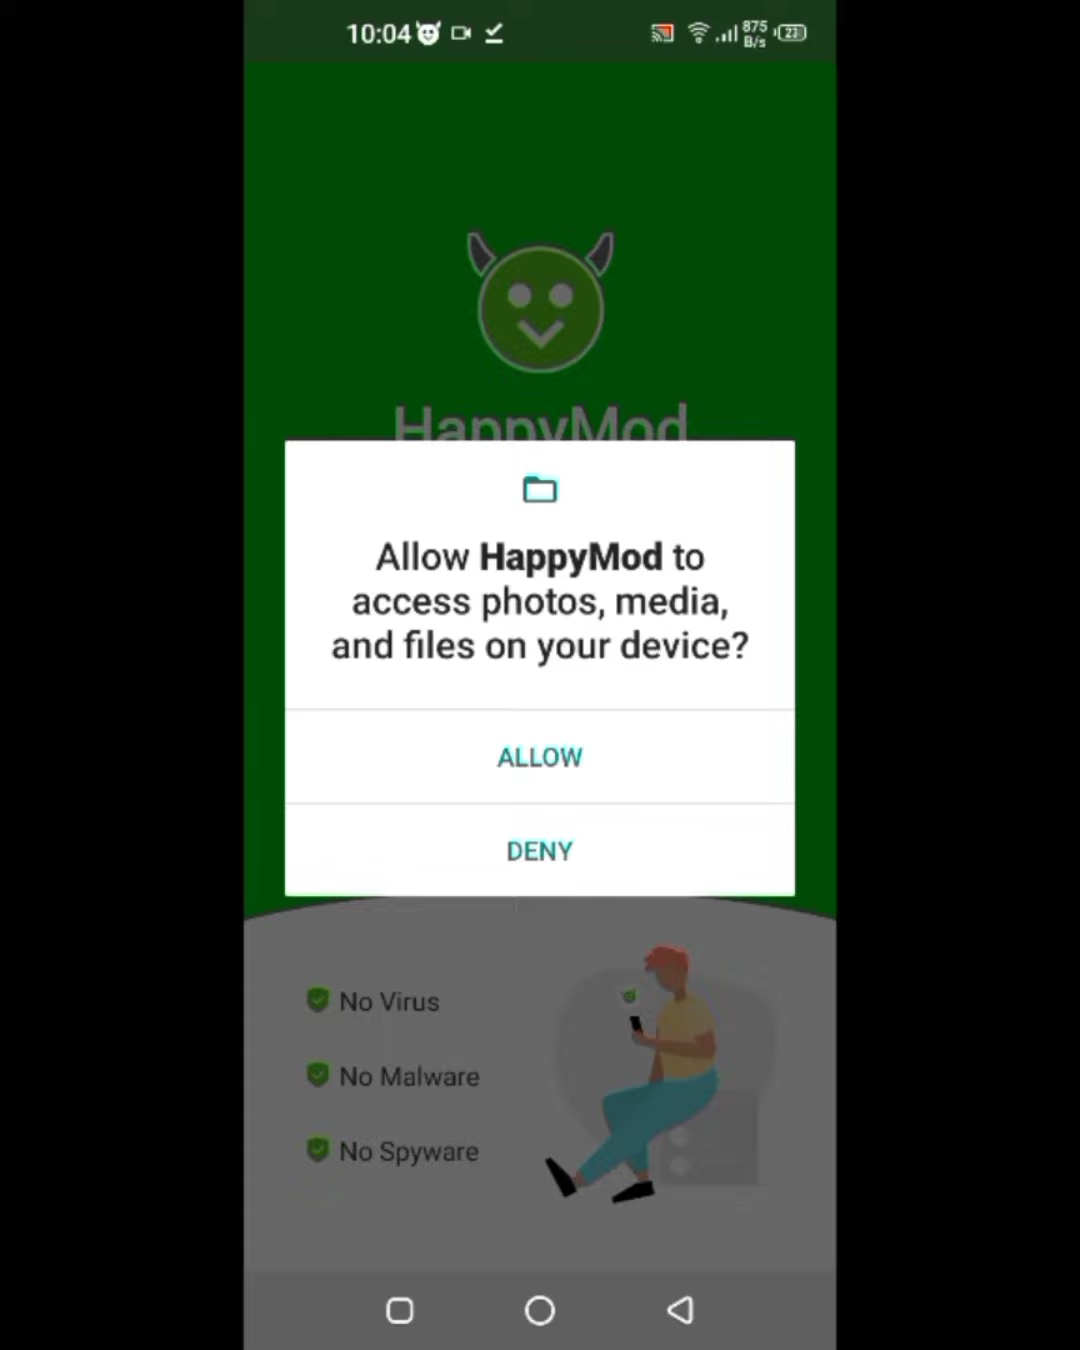 10:04
875
B/s
23
HappyMod
Allow HappyMod to
access photos, media,
and files on your device?
ALLOW
DENY
No Virus
No Malware
No Spyware